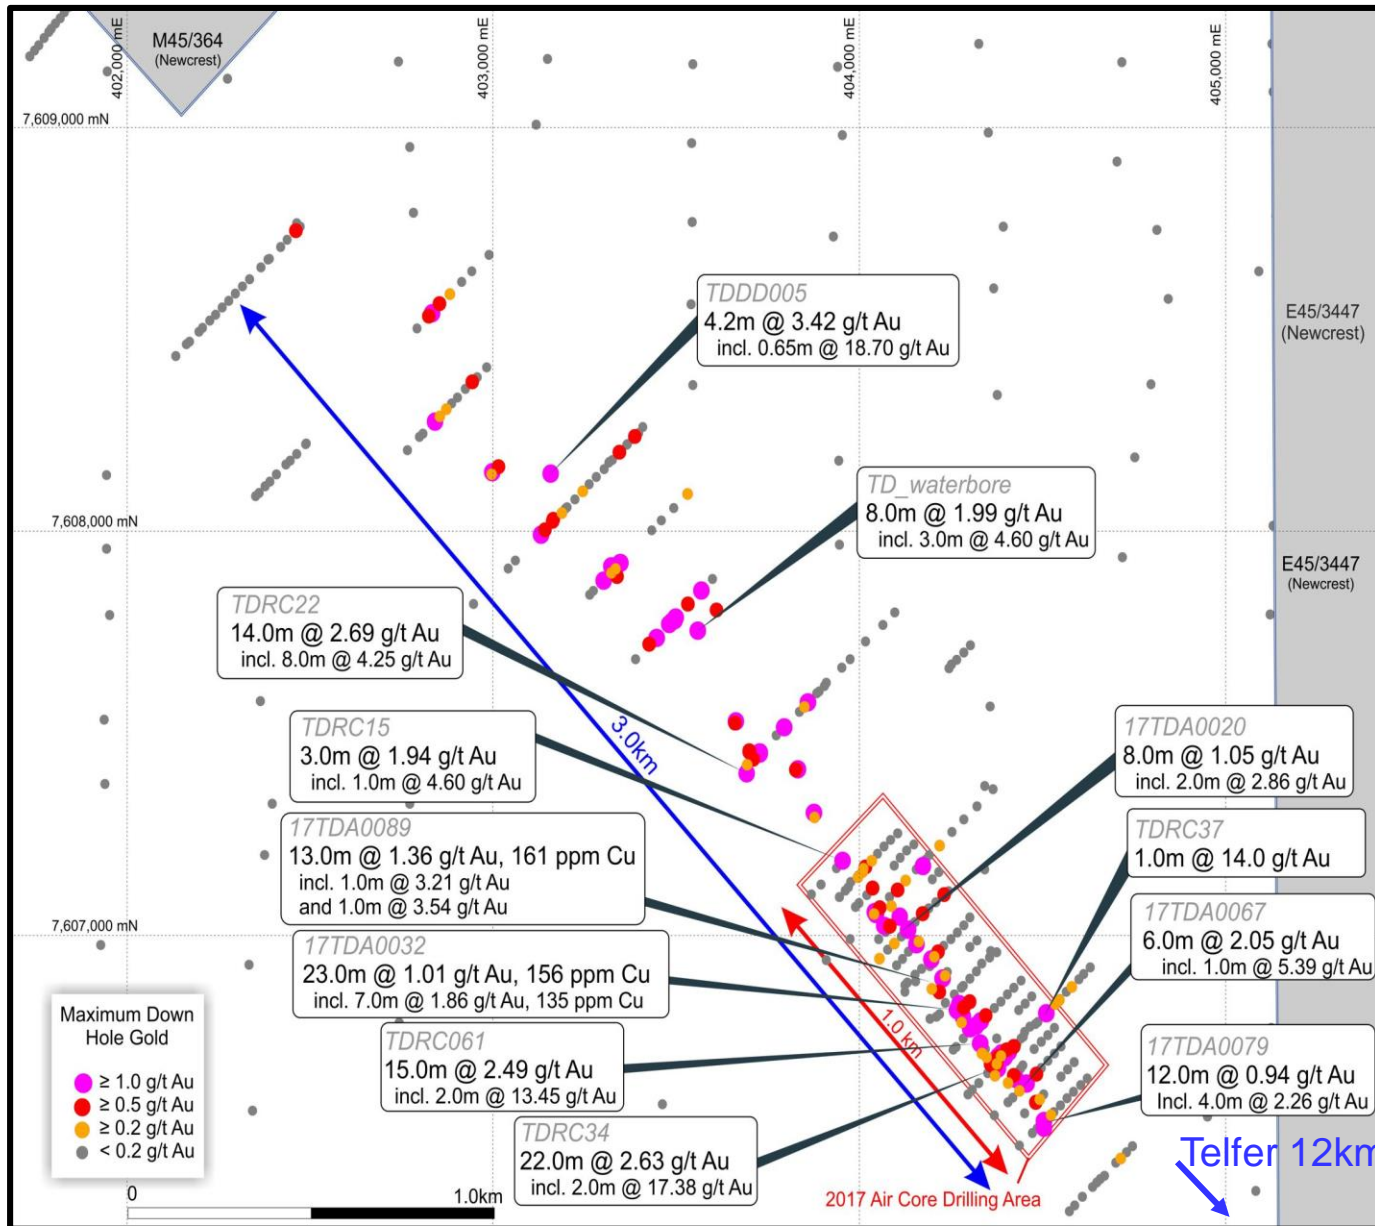 M45/364
(Newcrest)
402,000 mE
403,000 mE
404,000 mE
405,000 mE
7,609,000 mN
TDDD005
4.2m @ 3.42 g/t Au
incl. 0.65m @ 18.70 g/t Au
E45/3447
(Newcrest)
TD_waterbore
8.0m @ 1.99 g/t Au
incl. 3.0m @ 4.60 g/t Au
7,608,000 mN
E45/3447
(Newcrest)
TDRC22
14.0m @ 2.69 g/t Au
incl. 8.0m @ 4.25 g/t Au
3.0km
TDRC15
3.0m @ 1.94 g/t Au
incl. 1.0m @ 4.60 g/t Au
17TDA0020
8.0m @ 1.05 g/t Au
incl. 2.0m @ 2.86 g/t Au
17TDA0089
13.0m @ 1.36 g/t Au, 161 ppm Cu
incl. 1.0m @ 3.21 g/t Au
and 1.0m @ 3.54 g/t Au
TDRC37
1.0m @ 14.0 g/t Au
7,607,000 mN
17TDA0067
6.0m @ 2.05 g/t Au
incl. 1.0m @ 5.39 g/t Au
17TDA0032
23.0m @ 1.01 g/t Au, 156 ppm Cu
incl. 7.0m @ 1.86 g/t Au, 135 ppm Cu
1.0 km
TDRC061
15.0m @ 2.49 g/t Au
incl. 2.0m @ 13.45 g/t Au
17TDA0079
12.0m @ 0.94 g/t Au
Incl. 4.0m @ 2.26 g/t Au
TDRC34
22.0m @ 2.63 g/t Au
incl. 2.0m @ 17.38 g/t Au
Maximum Down
Hole Gold
≥ 1.0 g/t Au
≥ 0.5 g/t Au
≥ 0.2 g/t Au
< 0.2 g/t Au
Telfer 12km
2017 Air Core Drilling Area
0
1.0km